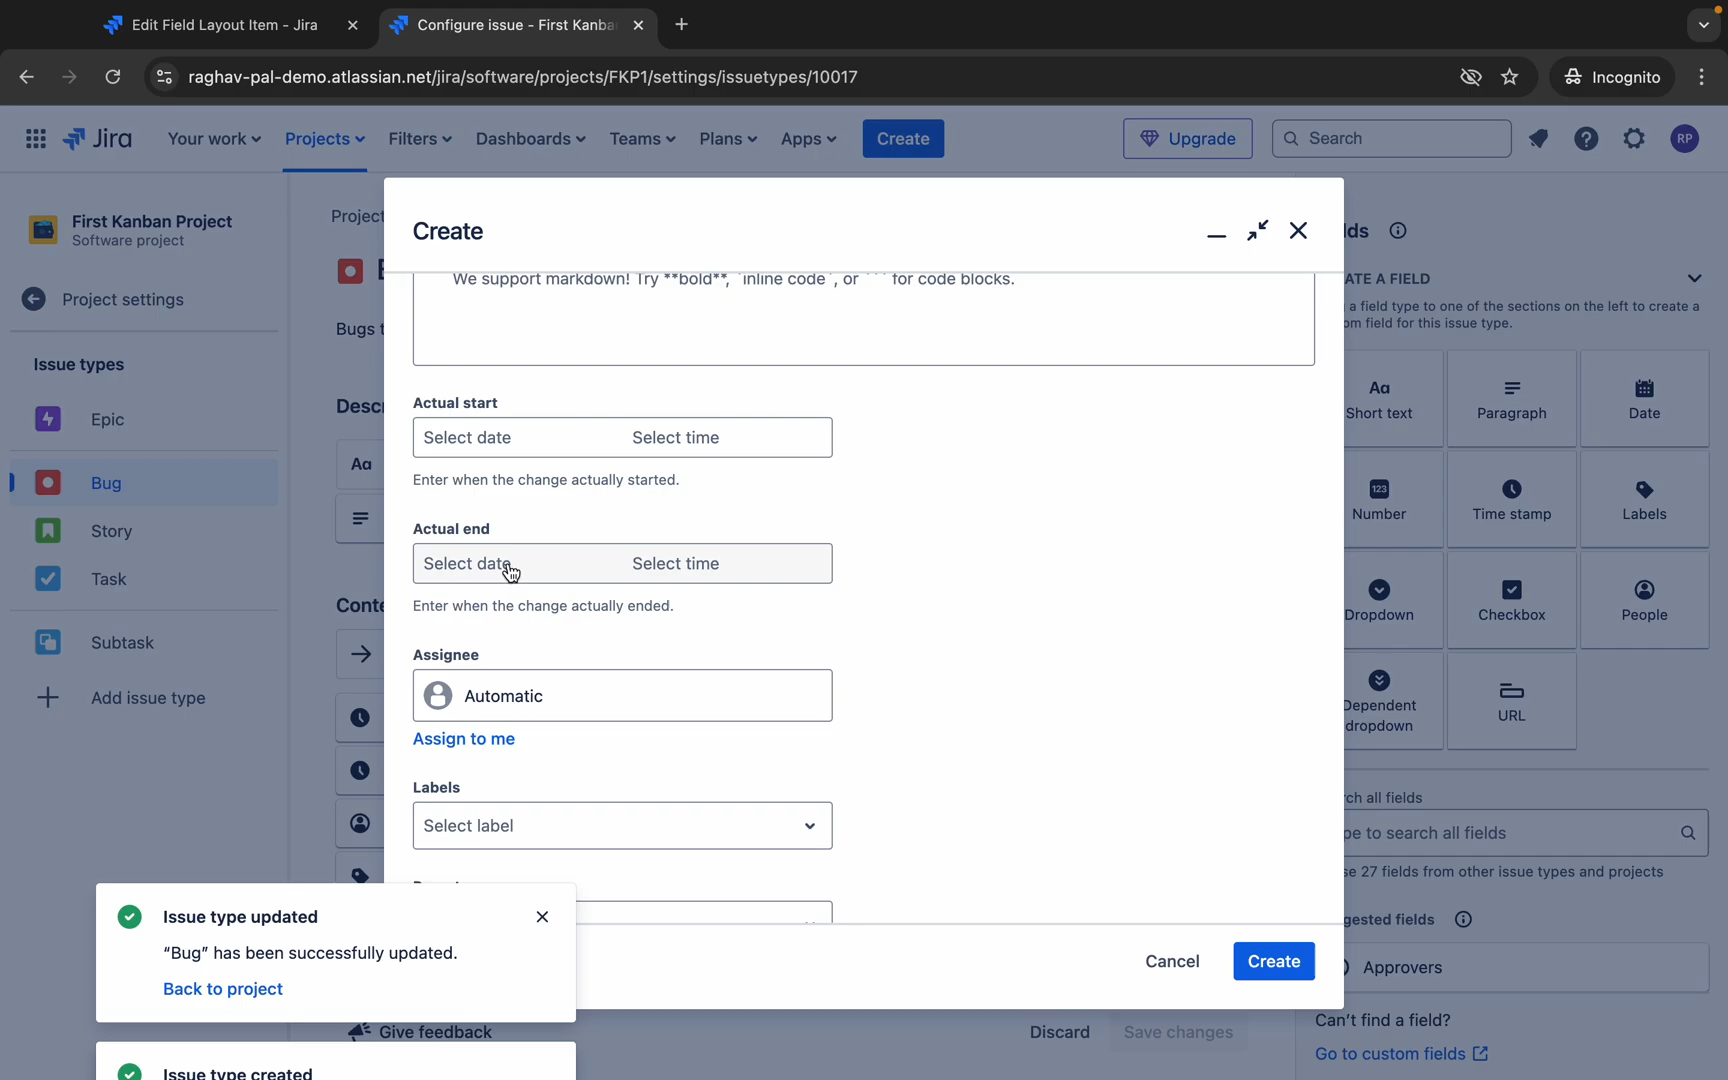 Edit Field Layout Item - Jira
Configure issue - First Kanba
raghav-pal-demo.atlassian.net/jira/software/projects/FKP1/settings/issuetypes/10017
Incognito
Jira
Your work
Projects
Filters
Dashboards
Teams
Plans
Apps
Create
Upgrade
Search
RP
First Kanban Project
Software project
Project settings
Issue types
Epic
Bug
Story
Task
Subtask
Add issue type
Project
Bugs t
Descr
Aa
Conte
Create
We support markdown! Try **bold**, `inline code`, or ``` for code blocks.
Actual start
Select date
Select time
Enter when the change actually started.
Actual end
Select date
Select time
Enter when the change actually ended.
Assignee
Automatic
Assign to me
Labels
Select label
Cancel
Create
lds
ATE A FIELD
a field type to one of the sections on the left to create a
om field for this issue type.
Aa
Short text
Paragraph
Date
123
Number
Time stamp
Labels
Dropdown
Checkbox
People
Dependent
dropdown
URL
rch all fields
pe to search all fields
se 27 fields from other issue types and projects
gested fields
Approvers
Can't find a field?
Go to custom fields
Issue type updated
“Bug” has been successfully updated.
Back to project
Give feedback
Discard
Save changes
Issue type created